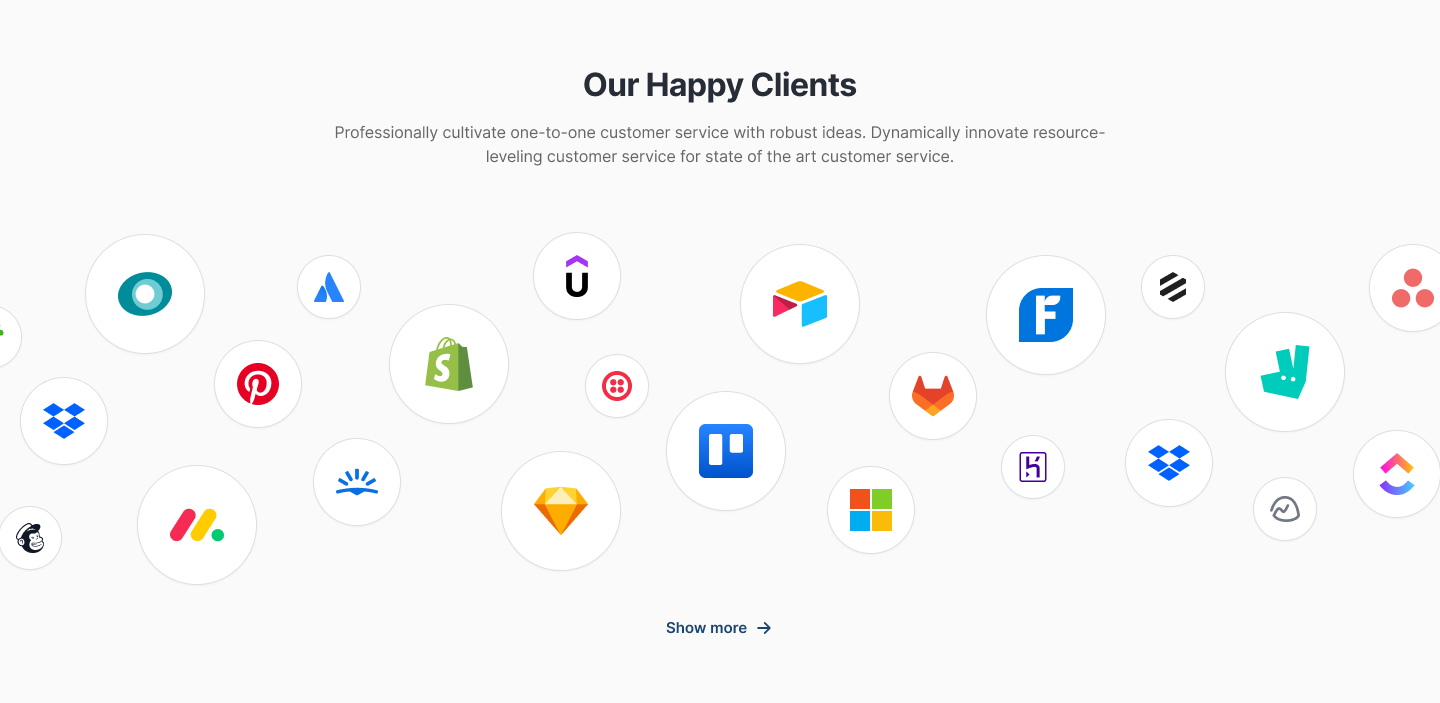 Our Happy Clients
Professionally cultivate one-to-one customer service with robust ideas. Dynamically innovate resource-
leveling customer service for state of the art customer service.
Show more